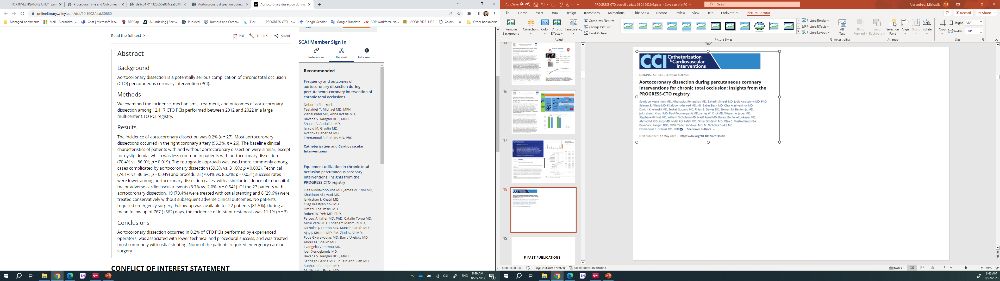 FOR INVESTIGATORS ONLY | pro
Procedural Time and Outcomes
da9cd4_014320650e854cea8b90
Aortocoronary dissection during
Aortocoronary dissection during
onlinelibrary.wiley.com/doi/10.1002/ccd.30680
Managed bookmarks
Mail - Alexandrou,...
Chat | Microsoft Tea...
REDCap
3.1 Indexing | Secti...
PubMed
Burnout and Career...
Flex
PROGRESS-CTO - h...
Google Scholar
Google Translate
ADP Workforce No...
JACC042623-1430
Colors
»
Other bookmarks
Read the full text
PDF
TOOLS
SHARE
Abstract
Background
Aortocoronary dissection is a potentially serious complication of chronic total occlusion
(CTO) percutaneous coronary intervention (PCI).
Methods
We examined the incidence, mechanisms, treatment, and outcomes of aortocoronary
dissection among 12,117 CTO PCIs performed between 2012 and 2022 in a large
multicenter CTO PCI registry.
Results
The incidence of aortocoronary dissection was 0.2% (n = 27). Most aortocoronary
dissections occurred in the right coronary artery (96.3%, n = 26). The baseline clinical
characteristics of patients with and without aortocoronary dissection were similar, except
for dyslipidemia, which was less common in patients with aortocoronary dissection
(70.4% vs. 86.0%; p = 0.019). The retrograde approach was used more commonly among
cases complicated by aortocoronary dissection (59.3% vs. 31.0%; p = 0.002). Technical
(74.1% vs. 86.6%; p = 0.049) and procedural (70.4% vs. 85.2%; p = 0.031) success rates
were lower among aortocoronary dissection cases, with a similar incidence of in-hospital
major adverse cardiovascular events (3.7% vs. 2.0%; p = 0.541). Of the 27 patients with
aortocoronary dissection, 19 (70.4%) were treated with ostial stenting and 8 (29.6%) were
treated conservatively without subsequent adverse clinical outcomes. No patients
required emergency surgery. Follow-up was available for 22 patients (81.5%): during a
mean follow up of 767 (±562) days, the incidence of in-stent restenosis was 11.1% (n = 3).
Conclusions
Aortocoronary dissection occurred in 0.2% of CTO PCIs performed by experienced
operators, was associated with lower technical and procedural success, and was treated
most commonly with ostial stenting. None of the patients required emergency cardiac
surgery.
CONFLICT OF INTEREST STATEMENT
SCAI Member Sign in
References
Related
Information
Recommended
Frequency and outcomes of
aortocoronary dissection during
percutaneous coronary intervention of
chronic total occlusions
Deborah Shorrock,
Tesfaldet T. Michael MD, MPH,
Vishal Patel MD, Anna Kotsia MD,
Bavana V. Rangan BDS, MPH,
Shuaib A. Abdullah MD,
Jerrold M. Grodin MD,
Avantika Banerjee MD,
Emmanouil S. Brilakis MD, PhD
Catheterization and Cardiovascular
Interventions
Equipment utilization in chronic total
occlusion percutaneous coronary
interventions: Insights from the
PROGRESS-CTO registry
Ilias Nikolakopoulos MD, James W. Choi MD,
Khaldoon Alaswad MD,
Jaikirshan J. Khatri MD,
Oleg Krestyaninov MD,
Dmitrii Khelimskii MD,
Robert W. Yeh MD, PhD,
Farouc A. Jaffer MD, PhD, Catalin Toma MD,
Mitul Patel MD, Ehtisham Mahmud MD,
Nicholas J. Lembo MD, Manish Parikh MD,
Ajay J. Kirtane MD, SM, Ziad A. Ali MD,
Fotis Gkargkoulas MD, Barry Uretsky MD,
Abdul M. Sheikh MD,
Evangelia Vemmou MD,
Iosif Xenogiannis MD,
Bavana V. Rangan BDS, MPH,
Santiago Garcia MD, Shuaib Abdullah MD,
Subhash Banerjee MD,
M. Nicholas Burke MD,
ENG
8:46 AM
8/22/2023
3
AutoSave
Off
PROGRESS CTO overall update 08 21 2023v2.pptx • Saved to this PC
Search
Alexandrou, Michaella
AM
File
Home
Insert
Draw
Design
Transitions
Animations
Slide Show
Record
Review
View
Help
EndNote X9
Picture Format
Record
Share
Remove
Background
Corrections
Color
Artistic
Effects
Transparency
Compress Pictures
Change Picture
Reset Picture
Adjust
Picture Styles
Picture Border
Picture Effects
Picture Layout
Alt
Text
Accessibility
Bring
Forward
Send
Backward
Selection
Pane
Align
Group
Rotate
Arrange
Crop
Height: 3.82"
Width: 6.01"
Size
15
16
17
18
19
F. PAST PUBLICATIONS
CCI Catheterization
& Cardiovascular
Interventions
ORIGINAL ARTICLE - CLINICAL SCIENCE
Aortocoronary dissection during percutaneous coronary
interventions for chronic total occlusion: Insights from the
PROGRESS-CTO registry
Spyridon Kostantinis MD, Athanasios Rempakos MD, Bahadir Simsek MD, Judit Karacsonyi MD, PhD,
Salman S. Allana MD, Khaldoon Alaswad MD, Mir Babar Basir MD, Oleg Krestyaninov MD,
Dmitrii Khelimskii MD, Sevket Gorgulu MD, Rhian E. Davies DO, Stewart M. Benton Jr. MD,
Jaikirshan J. Khatri MD, Paul Poommipanit MD, James W. Choi MD, Wissam A. Jaber MD,
Stephane Rinfret MD, William Nicholson MD, Nazif Aygul MD, Bulent Behlul Altunkeser MD,
Ahmed M. ElGuindy MD, Nidal Abi Rafeh MD, Omer Goktekin MD, Olga C. Mastrodemos BA,
Bavana V. Rangan BDS, MPH, Yader Sandoval MD, M. Nicholas Burke MD,
Emmanouil S. Brilakis MD, PhD ... See fewer authors
First published: 12 May 2023 | https://doi.org/10.1002/ccd.30680
Slide 18 of 123
English (United States)
Accessibility: Investigate
Notes
95%
8:46 AM
8/22/2023